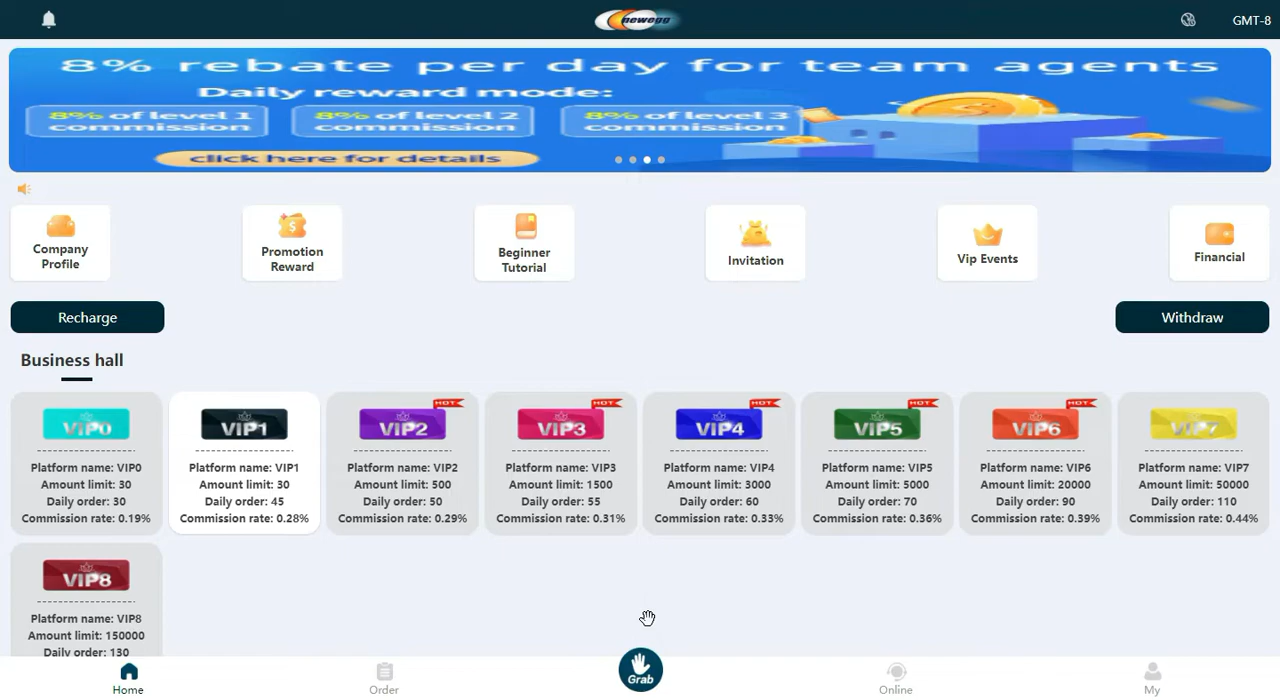 newegg
GMT-8
8% rebate per day for team agents
Daily reward mode:
8% of level 1
commission
8% of level 2
commission
8% of level 3
commission
click here for details
Company
Profile
Promotion
Reward
Beginner
Tutorial
Invitation
Vip Events
Financial
Recharge
Withdraw
Business hall
VIP0
Platform name: VIP0
Amount limit: 30
Daily order: 30
Commission rate: 0.19%
VIP1
Platform name: VIP1
Amount limit: 30
Daily order: 45
Commission rate: 0.28%
HOT
VIP2
Platform name: VIP2
Amount limit: 500
Daily order: 50
Commission rate: 0.29%
HOT
VIP3
Platform name: VIP3
Amount limit: 1500
Daily order: 55
Commission rate: 0.31%
HOT
VIP4
Platform name: VIP4
Amount limit: 3000
Daily order: 60
Commission rate: 0.33%
HOT
VIP5
Platform name: VIP5
Amount limit: 5000
Daily order: 70
Commission rate: 0.36%
HOT
VIP6
Platform name: VIP6
Amount limit: 20000
Daily order: 90
Commission rate: 0.39%
VIP7
Platform name: VIP7
Amount limit: 50000
Daily order: 110
Commission rate: 0.44%
VIP8
Platform name: VIP8
Amount limit: 150000
Daily order: 130
Home
Order
Grab
Online
My